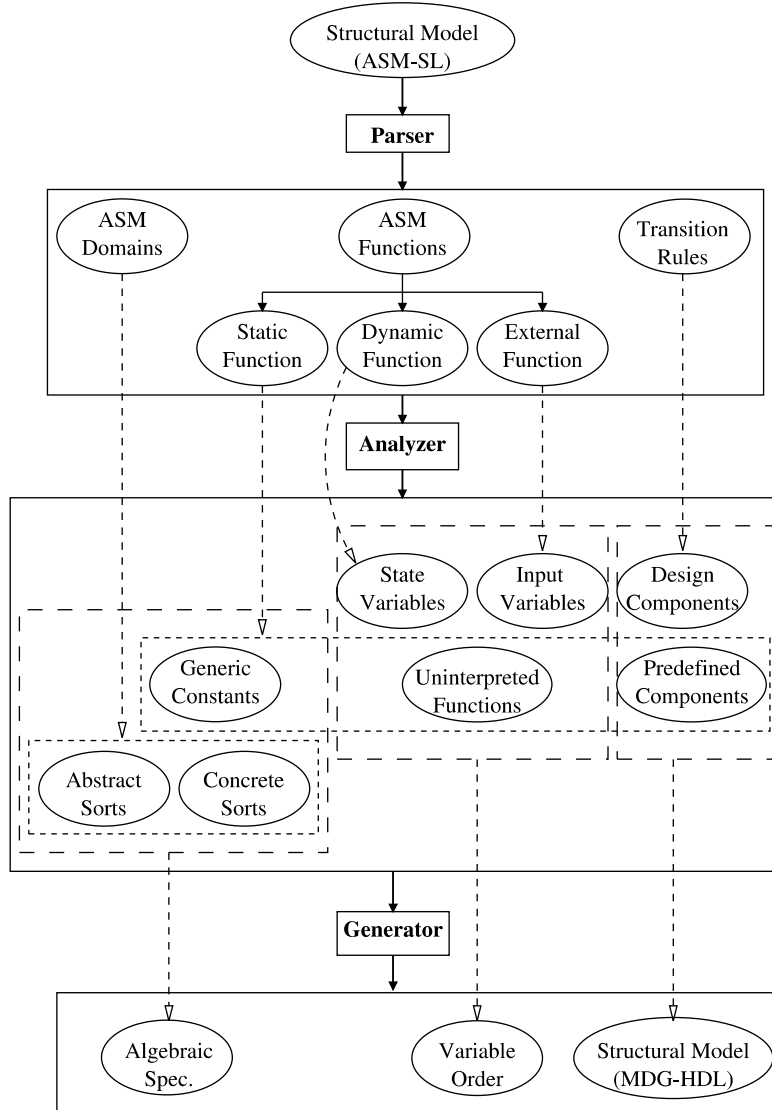 Structural Model
(ASM-SL)
Parser
ASM
Domains
ASM
Functions
Transition
Rules
Static
Function
Dynamic
Function
External
Function
Analyzer
State
Variables
Input
Variables
Design
Components
Generic
Constants
Uninterpreted
Functions
Predefined
Components
Abstract
Sorts
Concrete
Sorts
Generator
Algebraic
Spec.
Variable
Order
Structural Model
(MDG-HDL)